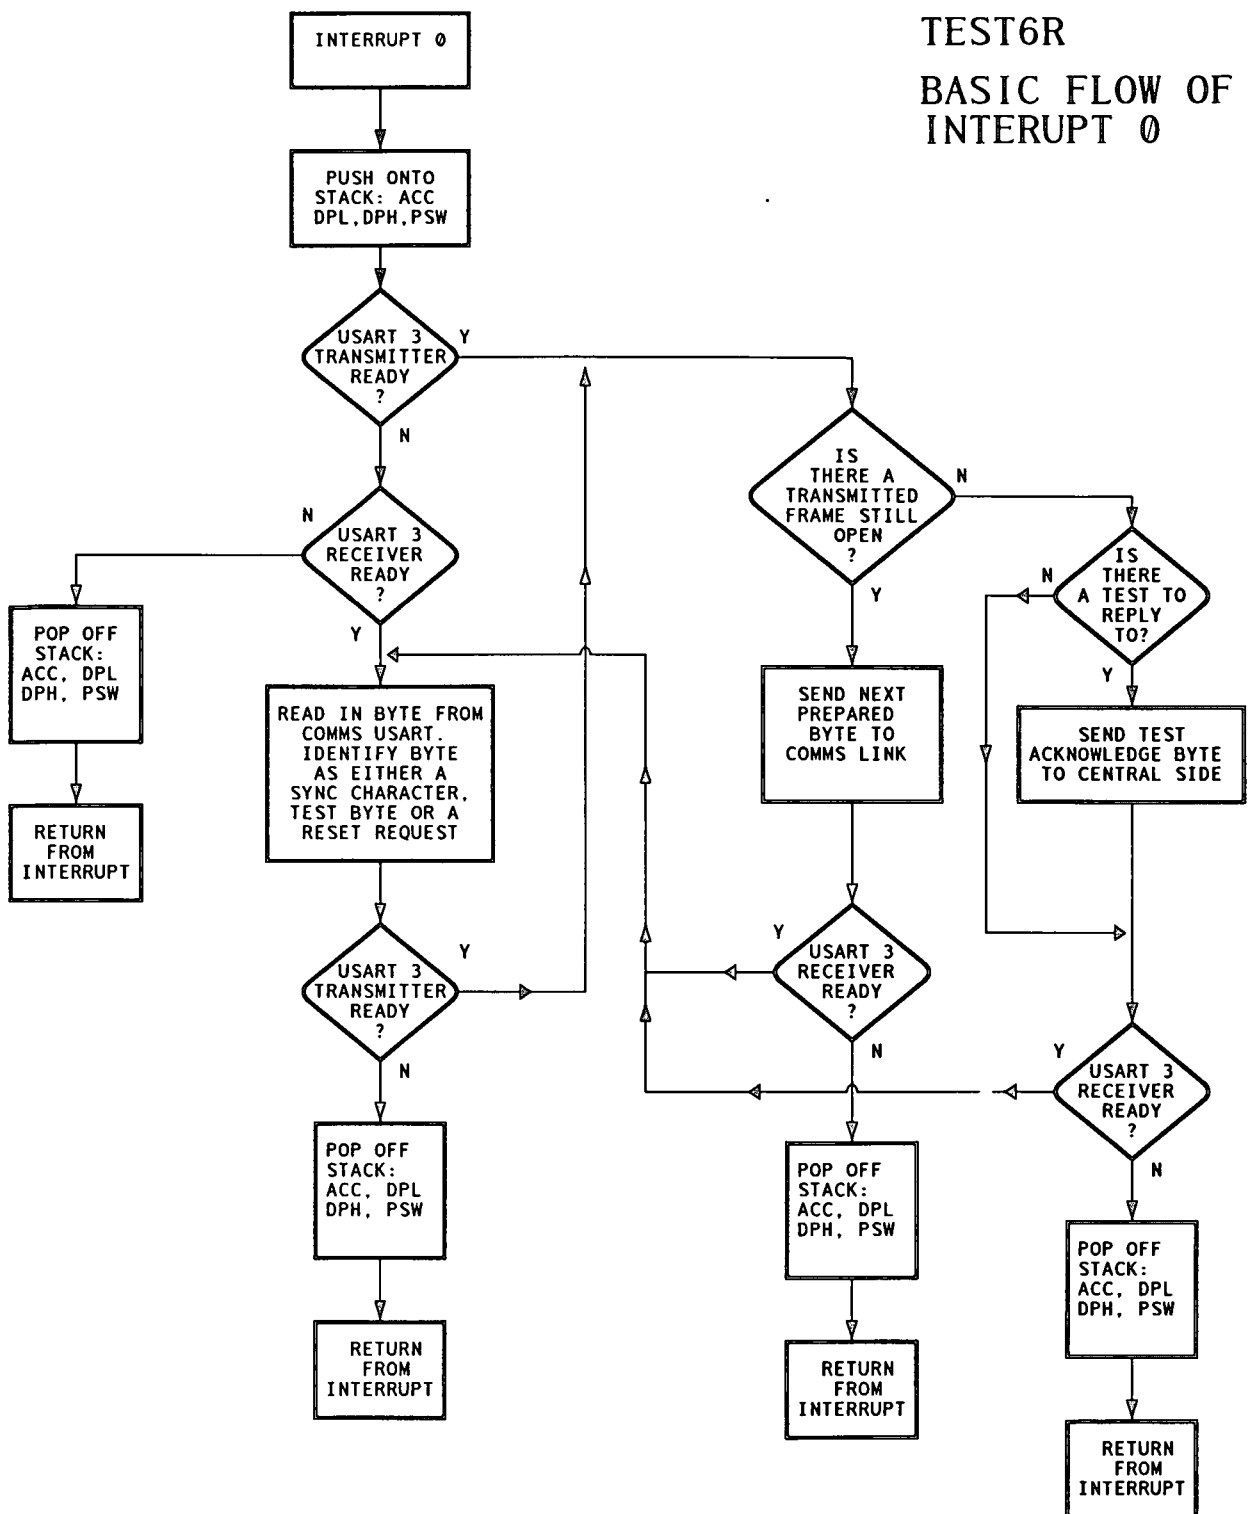 TEST6R
BASIC FLOW OF
INTERUPT 0
INTERRUPT 0
PUSH ONTO
STACK: ACC
DPL,DPH,PSW
USART 3
TRANSMITTER
READY
?
Y
N
USART 3
RECEIVER
READY
?
N
Y
POP OFF
STACK:
ACC, DPL
DPH, PSW
RETURN
FROM
INTERRUPT
READ IN BYTE FROM
COMMS USART.
IDENTIFY BYTE
AS EITHER A
SYNC CHARACTER,
TEST BYTE OR A
RESET REQUEST
USART 3
TRANSMITTER
READY
?
Y
N
POP OFF
STACK:
ACC, DPL
DPH, PSW
RETURN
FROM
INTERRUPT
IS
THERE A
TRANSMITTED
FRAME STILL
OPEN
?
N
Y
SEND NEXT
PREPARED
BYTE TO
COMMS LINK
USART 3
RECEIVER
READY
?
Y
N
POP OFF
STACK:
ACC, DPL
DPH, PSW
RETURN
FROM
INTERRUPT
IS
THERE
A TEST TO
REPLY
TO?
N
Y
SEND TEST
ACKNOWLEDGE BYTE
TO CENTRAL SIDE
USART 3
RECEIVER
READY
?
Y
N
POP OFF
STACK:
ACC, DPL
DPH, PSW
RETURN
FROM
INTERRUPT